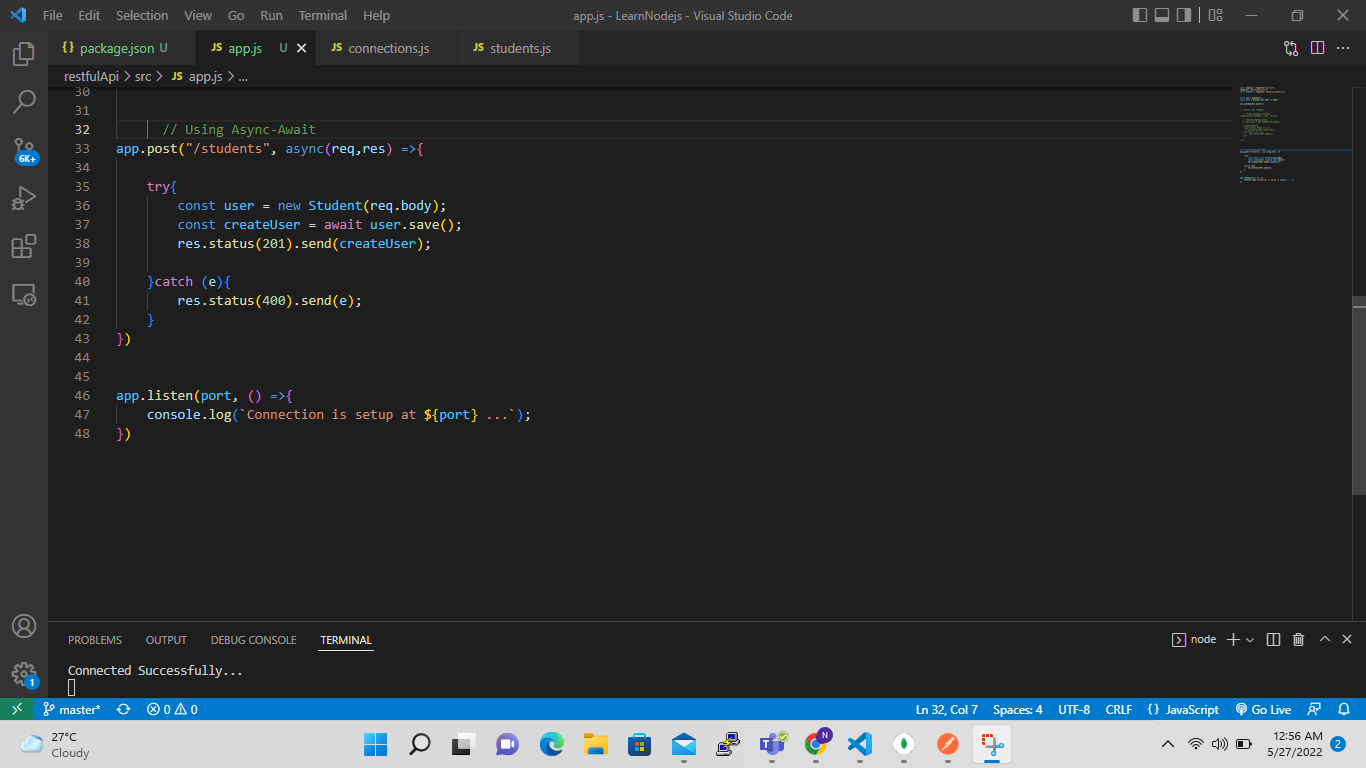 File Edit Selection View Go Run Terminal Help app.js - LearnNodejs - Visual Studio Code
{} package.json U JS app.js U JS connections.js JS students.js
restfulApi > src > JS app.js > ...
30
31
32 // Using Async-Await
33 app.post("/students", async(req,res) =>{
34
35 try{
36 const user = new Student(req.body);
37 const createUser = await user.save();
38 res.status(201).send(createUser);
39
40 }catch (e){
41 res.status(400).send(e);
42 }
43 })
44
45
46 app.listen(port, () =>{
47 console.log(`Connection is setup at ${port} ...`);
48 })
6K+
1
PROBLEMS OUTPUT DEBUG CONSOLE TERMINAL node
Connected Successfully...
master* 0 0 Ln 32, Col 7 Spaces: 4 UTF-8 CRLF {} JavaScript Go Live
27°C
Cloudy
N
12:56 AM
5/27/2022 2